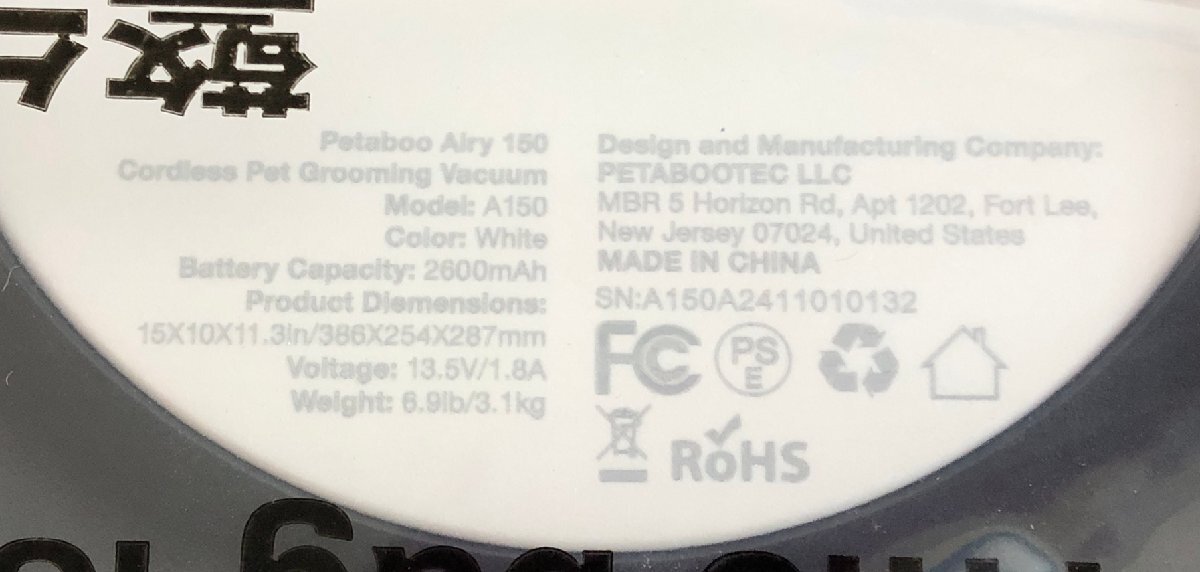 Petaboo Airy 150
Cordless Pet Grooming Vacuum
Model: A150
Color: White
Battery Capacity: 2600mAh
Product Diemensions:
15X10X11.3in/386X254X287mm
Voltage: 13.5V/1.8A
Weight: 6.9lb/3.1kg
Design and Manufacturing Company:
PETABOOTEC LLC
MBR 5 Horizon Rd, Apt 1202, Fort Lee,
New Jersey 07024, United States
MADE IN CHINA
SN:A150A2411010132
FC
PS
E
RoHS